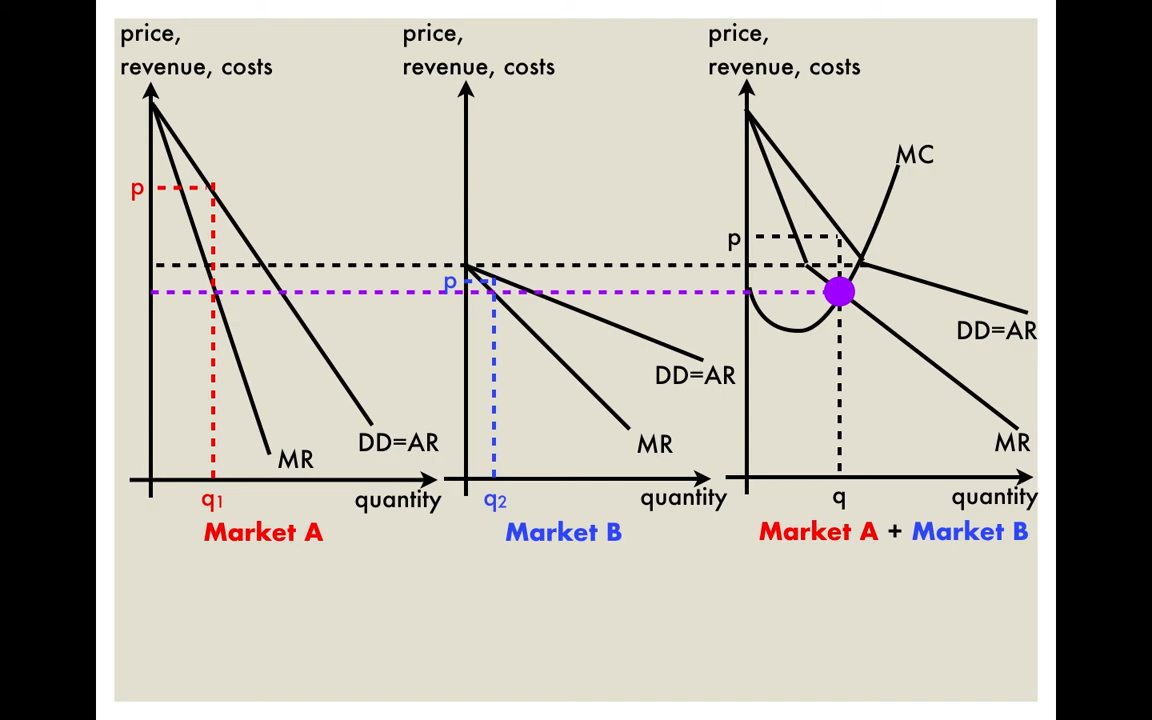 price,
revenue, costs
price,
revenue, costs
price,
revenue, costs
MC
p
p
p
DD=AR
DD=AR
DD=AR
MR
MR
MR
q1
quantity
q2
quantity
q
quantity
Market A
Market B
Market A + Market B